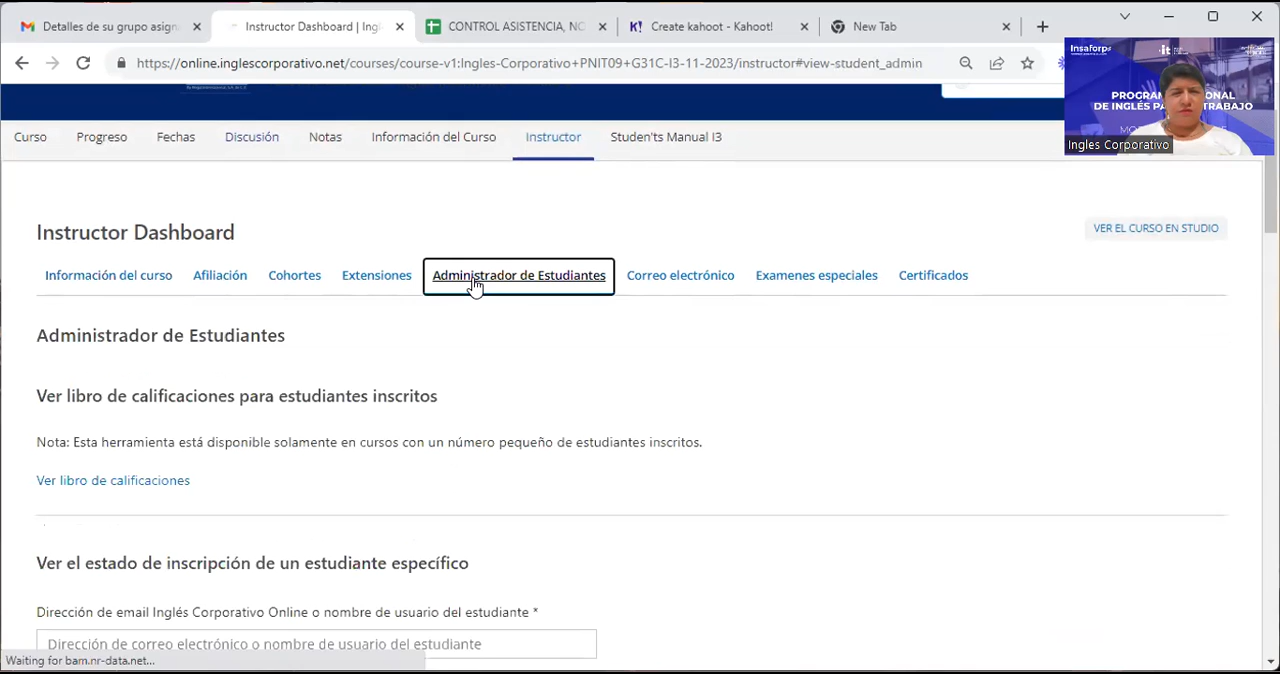 Detalles de su grupo asign
Instructor Dashboard | Ingl
CONTROL ASISTENCIA, NO
K! Create kahoot - Kahoot!
New Tab
https://online.inglescorporativo.net/courses/course-v1:Ingles-Corporativo+PNIT09+G31C-I3-11-2023/instructor#view-student_admin
Insaforp
PROGRA ONAL
DE INGLÉS PA TRABAJO
Ingles Corporativo
Curso Progreso Fechas Discusión Notas Información del Curso Instructor Studen'ts Manual I3
Instructor Dashboard
VER EL CURSO EN STUDIO
Información del curso Afiliación Cohortes Extensiones Administrador de Estudiantes Correo electrónico Examenes especiales Certificados
Administrador de Estudiantes
Ver libro de calificaciones para estudiantes inscritos
Nota: Esta herramienta está disponible solamente en cursos con un número pequeño de estudiantes inscritos.
Ver libro de calificaciones
Ver el estado de inscripción de un estudiante específico
Dirección de email Inglés Corporativo Online o nombre de usuario del estudiante *
Dirección de correo electrónico o nombre de usuario del estudiante
Waiting for bam.nr-data.net...